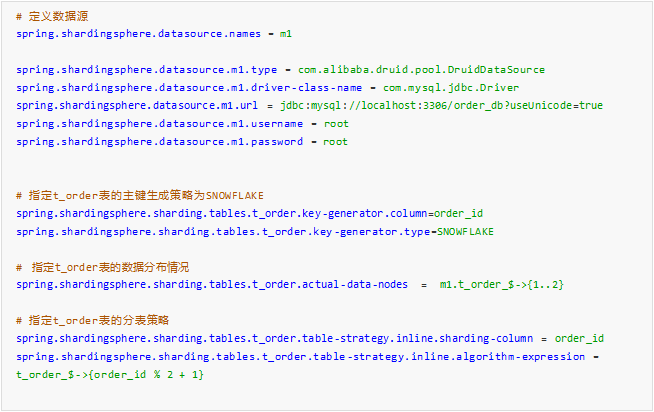 # 定义数据源
spring.shardingsphere.datasource.names = m1
spring.shardingsphere.datasource.m1.type = com.alibaba.druid.pool.DruidDataSource
spring.shardingsphere.datasource.m1.driver-class-name = com.mysql.jdbc.Driver
spring.shardingsphere.datasource.m1.url = jdbc:mysql://localhost:3306/order_db?useUnicode=true
spring.shardingsphere.datasource.m1.username = root
spring.shardingsphere.datasource.m1.password = root
# 指定t_order表的主键生成策略为SNOWFLAKE
spring.shardingsphere.sharding.tables.t_order.key-generator.column=order_id
spring.shardingsphere.sharding.tables.t_order.key-generator.type=SNOWFLAKE
# 指定t_order表的数据分布情况
spring.shardingsphere.sharding.tables.t_order.actual-data-nodes = m1.t_order_$->{1..2}
# 指定t_order表的分表策略
spring.shardingsphere.sharding.tables.t_order.table-strategy.inline.sharding-column = order_id
spring.shardingsphere.sharding.tables.t_order.table-strategy.inline.algorithm-expression =
t_order_$->{order_id % 2 + 1}